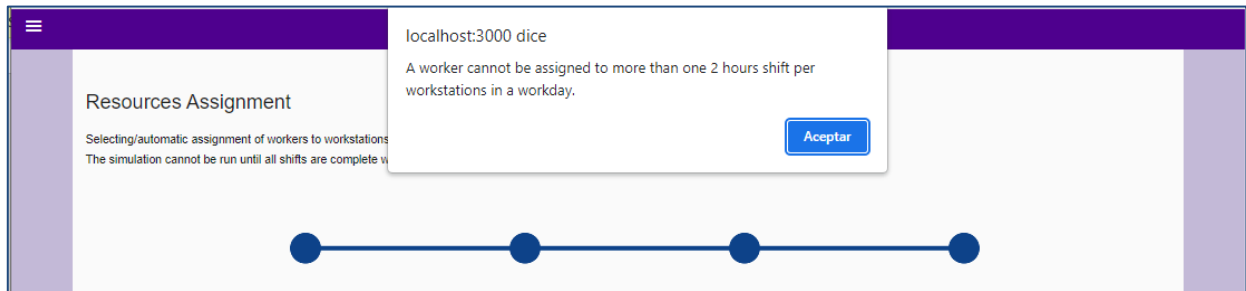 localhost:3000 dice
A worker cannot be assigned to more than one 2 hours shift per
workstations in a workday.
Aceptar
Resources Assignment
Selecting/automatic assignment of workers to workstations
The simulation cannot be run until all shifts are complete